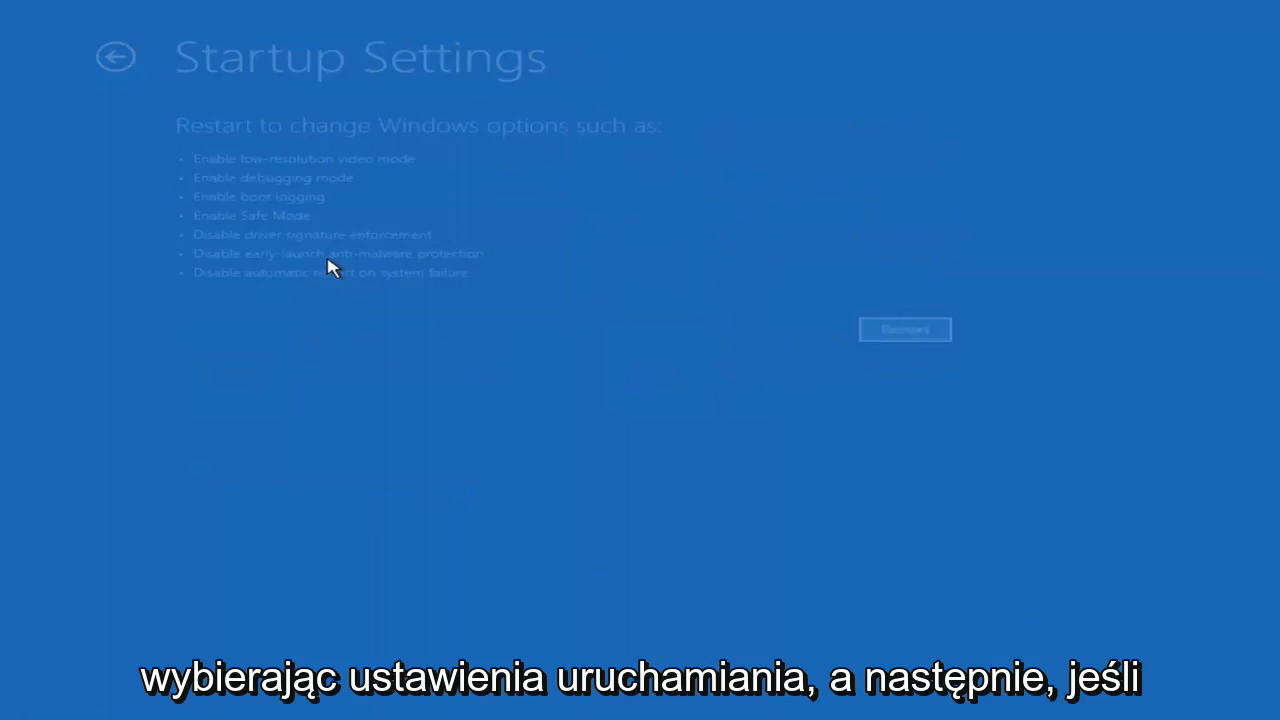 Startup Settings
Restart to change Windows options such as:
• Enable low-resolution video mode
• Enable debugging mode
• Enable boot logging
• Enable Safe Mode
• Disable driver signature enforcement
• Disable early-launch anti-malware protection
• Disable automatic restart on system failure
Restart
wybierając ustawienia uruchamiania, a następnie, jeśli